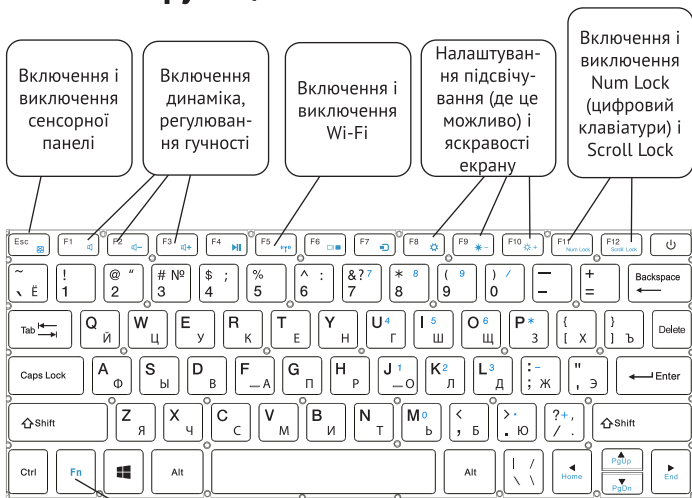 Включення і
виключення
сенсорної
панелі
Включення
динаміка,
регулюван-
ня гучності
Включення і
виключення
Wi-Fi
Налаштуван-
ня підсвічу-
вання (де це
можливо) і
яскравості
екрану
Включення і
виключення
Num Lock
(цифровий
клавіатури) і
Scroll Lock
Esc F1 F2 − F3 + F4 F5 F6 F7 F8 F9 − F10 + F11 Num Lock F12 Scroll Lock
~ ` Ё ! 1 @ " 2 # № 3 $ ; 4 % 5 ^ : 6 &? 7 7 * 8 8 ( 9 9 ) / 0 — − + = Backspace
Tab Q Й W Ц E У R К T Е Y Н U 4 Г I 5 Ш O 6 Щ P * З { [ Х } ] Ъ Delete
Caps Lock A Ф S Ы D В F А G П H Р J 1 О K 2 Л L 3 Д : − ; Ж " ' Э Enter
Shift Z Я X Ч C С V М B И N Т M 0 Ь < , Б > . . Ю ? + , / . Shift
Ctrl Fn Alt Alt | / \ \ Home PgUp PgDn End